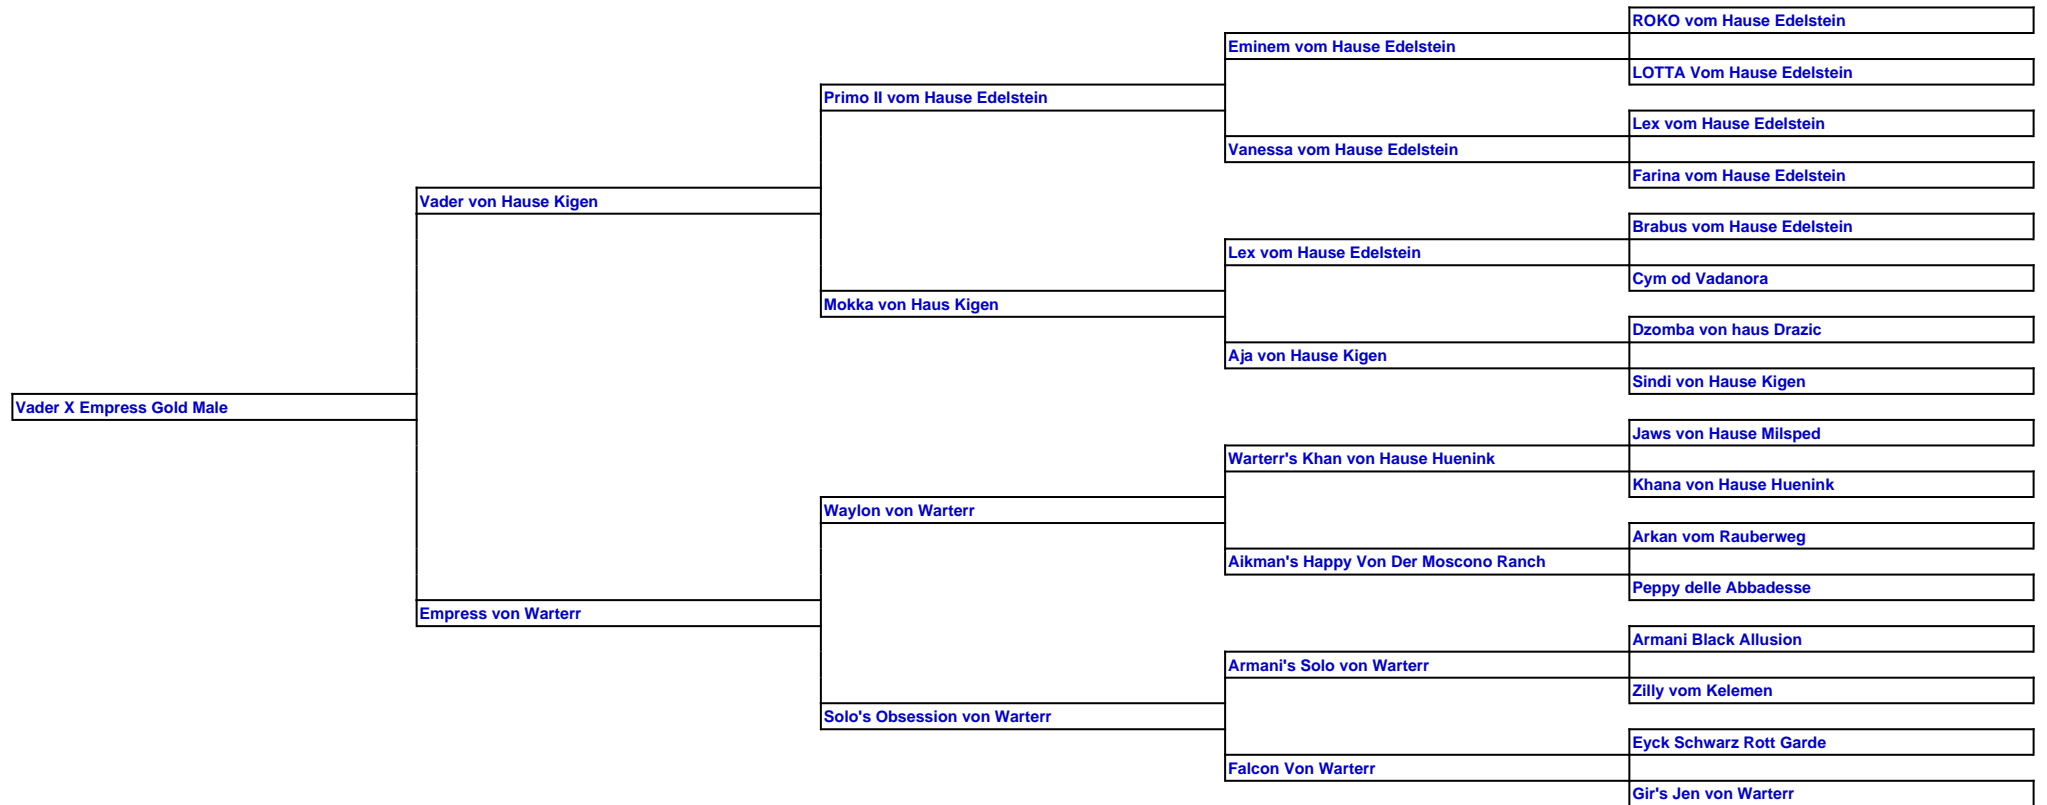 ROKO vom Hause Edelstein
Eminem vom Hause Edelstein
LOTTA Vom Hause Edelstein
Primo II vom Hause Edelstein
Lex vom Hause Edelstein
Vanessa vom Hause Edelstein
Farina vom Hause Edelstein
Vader von Hause Kigen
Brabus vom Hause Edelstein
Lex vom Hause Edelstein
Cym od Vadanora
Mokka von Haus Kigen
Dzomba von haus Drazic
Aja von Hause Kigen
Sindi von Hause Kigen
Vader X Empress Gold Male
Jaws von Hause Milsped
Warterr's Khan von Hause Huenink
Khana von Hause Huenink
Waylon von Warterr
Arkan vom Rauberweg
Aikman's Happy Von Der Moscono Ranch
Peppy delle Abbadesse
Empress von Warterr
Armani Black Allusion
Armani's Solo von Warterr
Zilly vom Kelemen
Solo's Obsession von Warterr
Eyck Schwarz Rott Garde
Falcon Von Warterr
Gir's Jen von Warterr